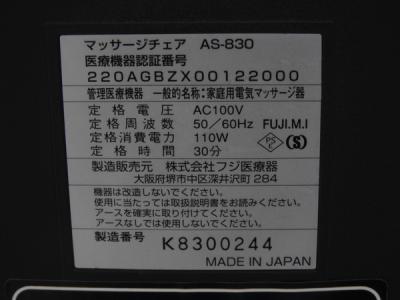 マッサージチェア AS-830
医療機器認証番号
220AGBZX00122000
管理医療機器 一般的名称:家庭用電気マッサージ器
定格電圧 AC100V
定格周波数 50/60Hz FUJI.M.I
定格消費電力 110W
定格時間 30分
PS
E
(S)
製造販売元 株式会社フジ医療器
大阪府堺市中区深井沢町284
機器は改造しないでください。
使用に当たっては取扱説明書をお読みください。
アースを確実に取り付けてください。
アースなしでは使用しないでください。
製造番号 K8300244
MADE IN JAPAN